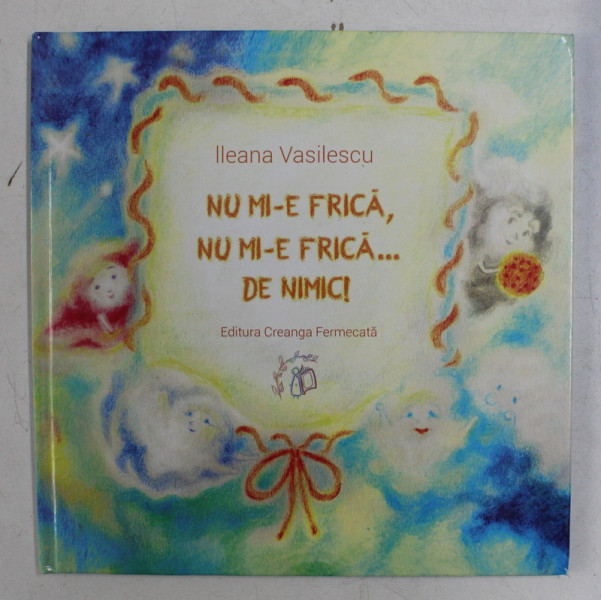 Ileana Vasilescu
NU MI-E FRICĂ,
NU MI-E FRICĂ...
DE NIMIC!
Editura Creanga Fermecată